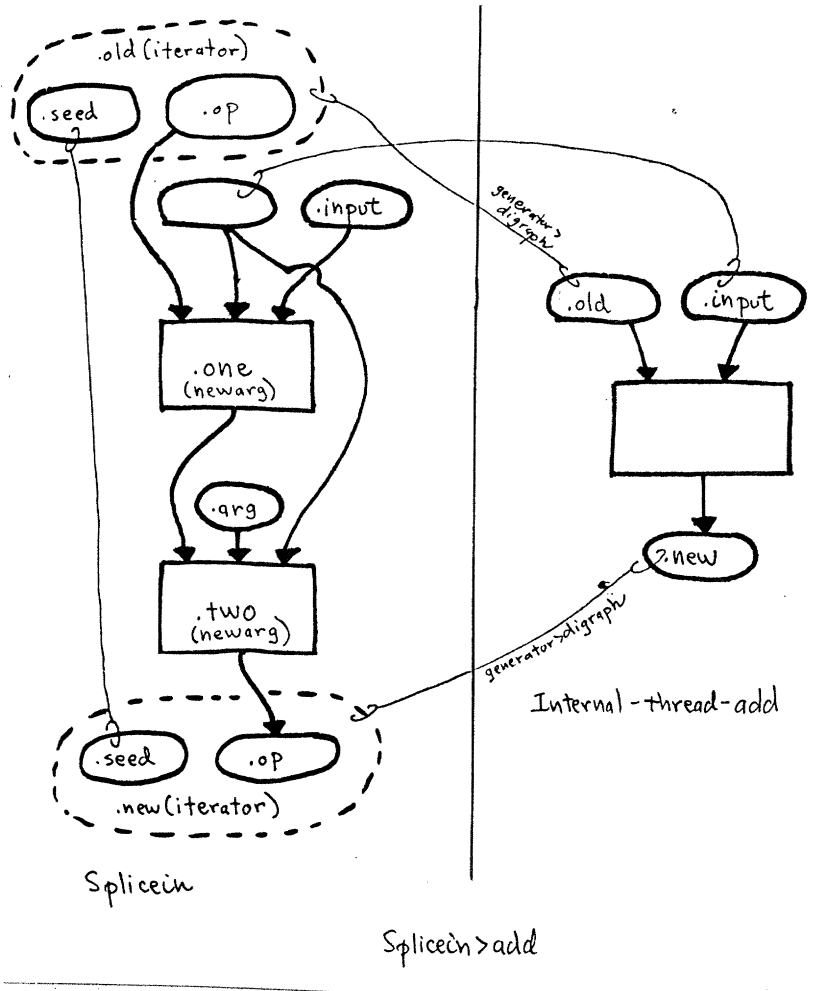 .old(iterator)
.seed
.op
.input
generator>
digraph
.old
.input
.one
(newarg)
.arg
.new
.two
(newarg)
generator>digraph
Internal-thread-add
.seed
.op
.new(iterator)
Splicein
Splicein>add